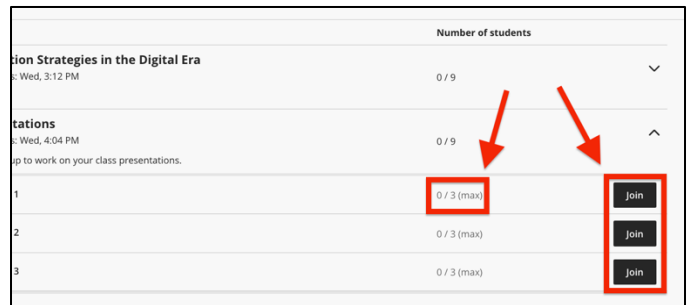 Number of students
tion Strategies in the Digital Era
s: Wed, 3:12 PM
0 / 9
tations
s: Wed, 4:04 PM
0 / 9
up to work on your class presentations.
1 0 / 3 (max) Join
2 0 / 3 (max) Join
3 0 / 3 (max) Join